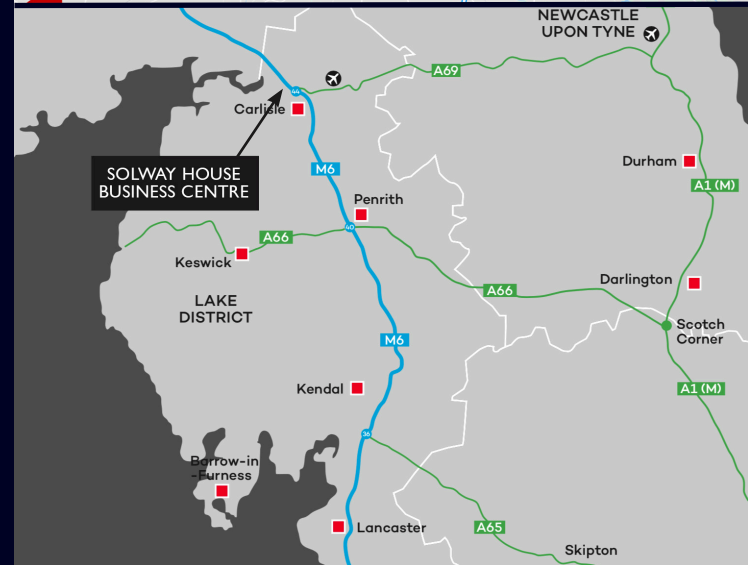 NEWCASTLE
UPON TYNE
A69
44
Carlisle
M6
Durham
SOLWAY HOUSE
BUSINESS CENTRE
A1 (M)
Penrith
40
A66
Keswick
A66
Darlington
LAKE
DISTRICT
Scotch
Corner
M6
Kendal
A1 (M)
36
Barrow-in
-Furness
Lancaster
A65
Skipton